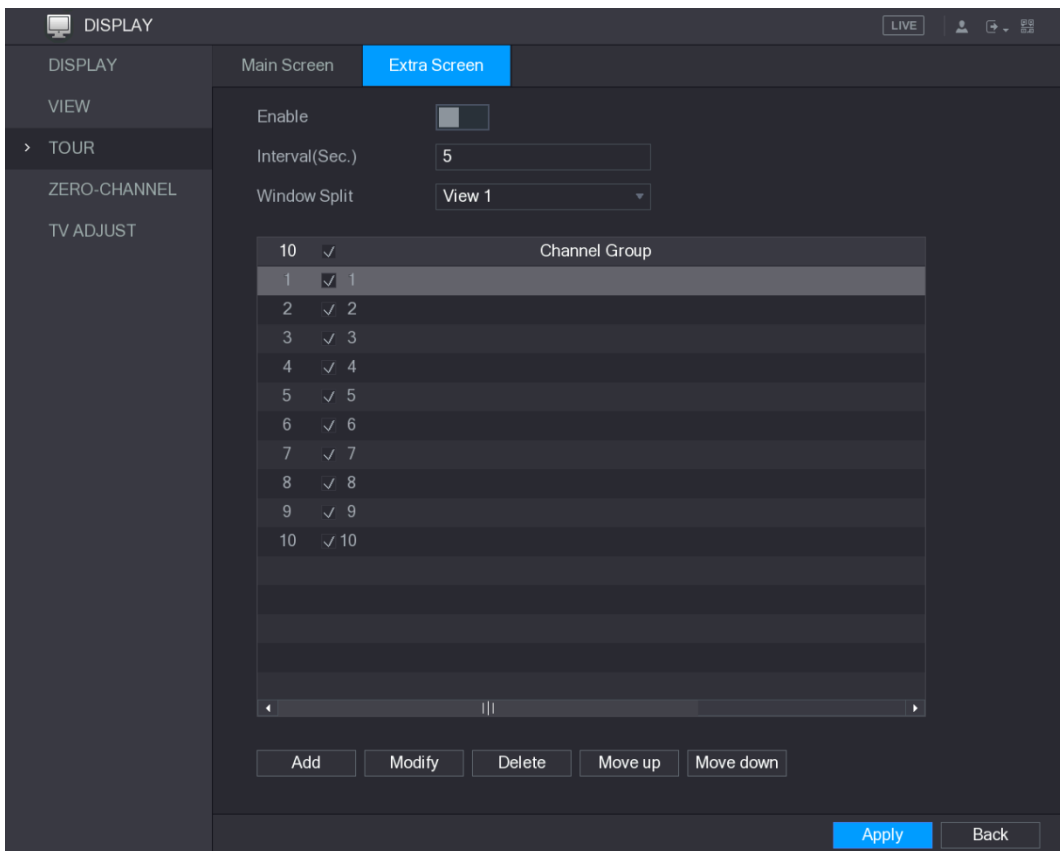 DISPLAY LIVE
DISPLAY
VIEW
TOUR
ZERO-CHANNEL
TV ADJUST
Main Screen Extra Screen
Enable
Interval(Sec.) 5
Window Split View 1
10 Channel Group
1 1
2 2
3 3
4 4
5 5
6 6
7 7
8 8
9 9
10 10
Add Modify Delete Move up Move down
Apply Back